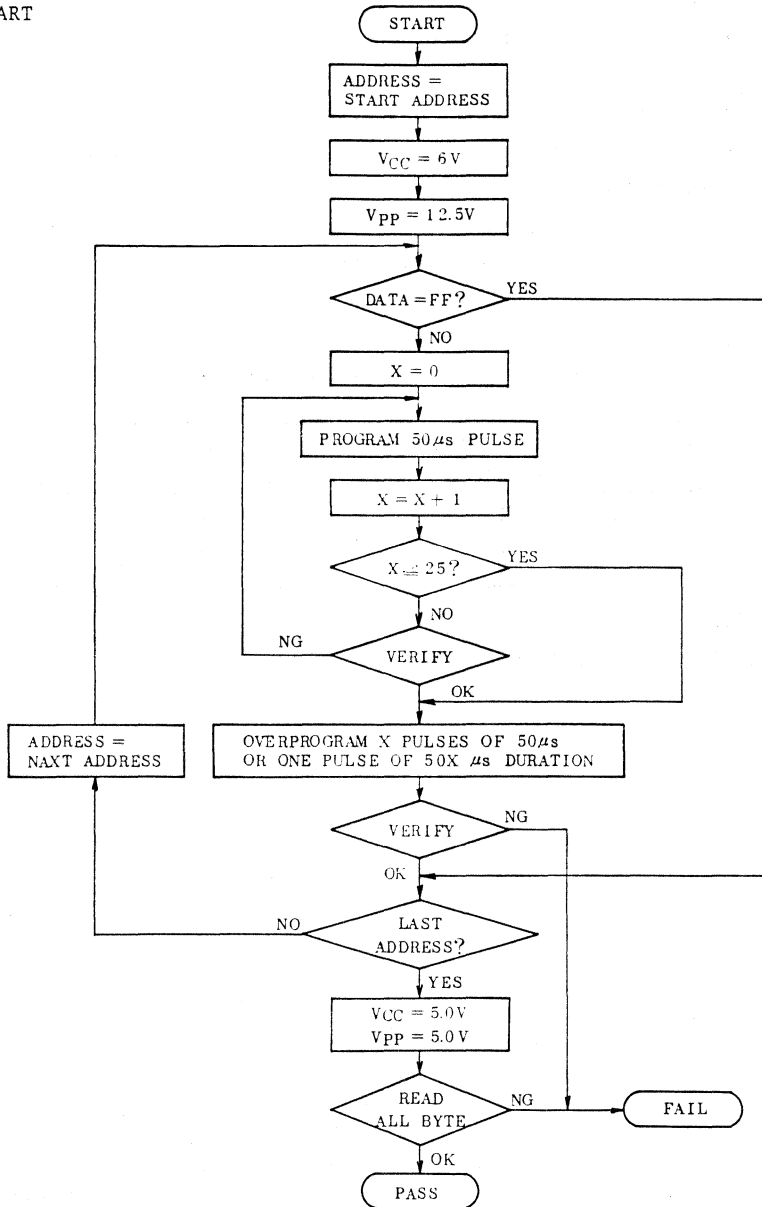 ART
START
ADDRESS =
START ADDRESS
VCC = 6V
VPP = 12.5V
DATA = FF?
YES
NO
X = 0
PROGRAM 50μs PULSE
X = X + 1
X ≦ 25?
YES
NO
NG
VERIFY
OK
ADDRESS =
NAXT ADDRESS
OVERPROGRAM X PULSES OF 50μs
OR ONE PULSE OF 50X μs DURATION
VERIFY
NG
OK
NO
LAST
ADDRESS?
YES
VCC = 5.0V
VPP = 5.0V
READ
ALL BYTE
NG
FAIL
OK
PASS